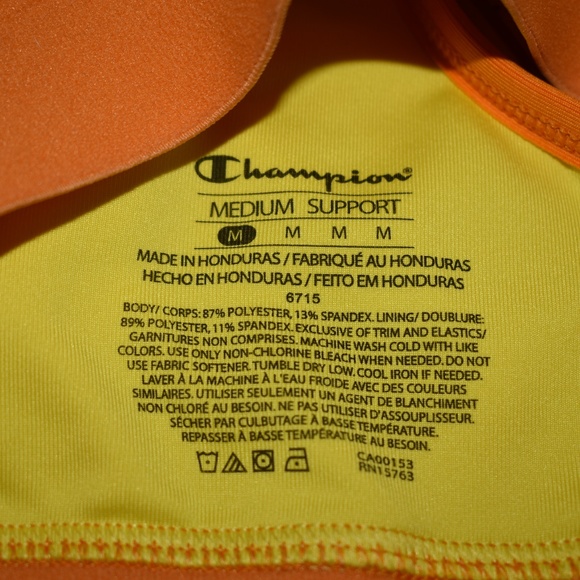 Champion
MEDIUM SUPPORT
M M M M
MADE IN HONDURAS / FABRIQUÉ AU HONDURAS
HECHO EN HONDURAS / FEITO EM HONDURAS
6715
BODY/ CORPS: 87% POLYESTER, 13% SPANDEX. LINING/ DOUBLURE:
89% POLYESTER, 11% SPANDEX. EXCLUSIVE OF TRIM AND ELASTICS/
GARNITURES NON COMPRISES. MACHINE WASH COLD WITH LIKE
COLORS. USE ONLY NON-CHLORINE BLEACH WHEN NEEDED. DO NOT
USE FABRIC SOFTENER. TUMBLE DRY LOW. COOL IRON IF NEEDED.
LAVER À LA MACHINE À L'EAU FROIDE AVEC DES COULEURS
SIMILAIRES. UTILISER SEULEMENT UN AGENT DE BLANCHIMENT
NON CHLORÉ AU BESOIN. NE PAS UTILISER D'ASSOUPLISSEUR.
SÉCHER PAR CULBUTAGE À BASSE TEMPÉRATURE.
REPASSER À BASSE TEMPÉRATURE AU BESOIN.
CA00153
RN15763